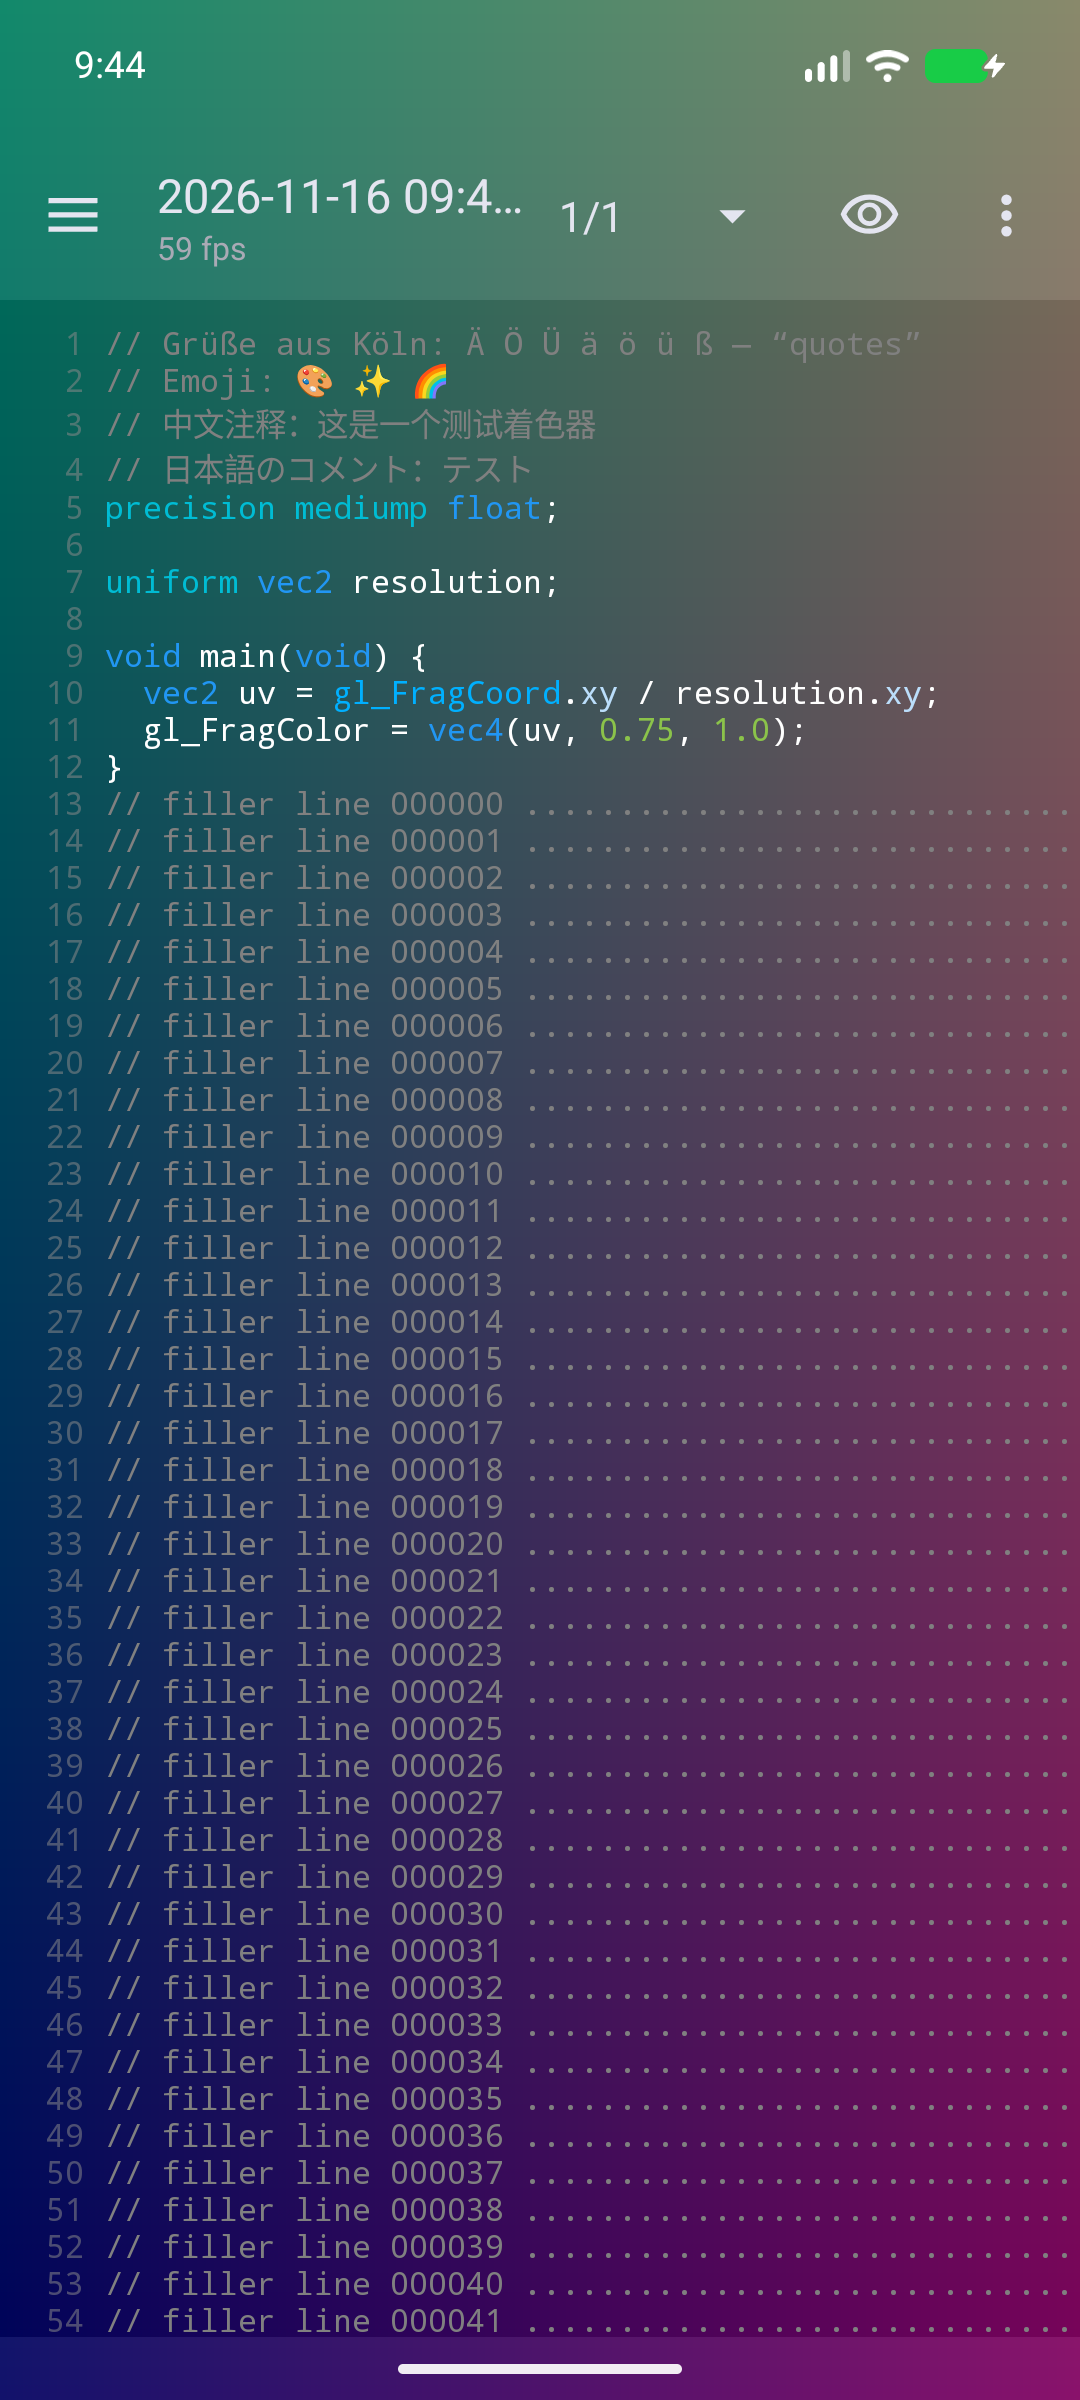 9:44
2026-11-16 09:4… 1/1
59 fps
1 // Grüße aus Köln: Ä Ö Ü ä ö ü ß — “quotes”
2 // Emoji: 🎨 ✨ 🌈
3 // 中文注释：这是一个测试着色器
4 // 日本語のコメント：テスト
5 precision mediump float;
6
7 uniform vec2 resolution;
8
9 void main(void) {
10   vec2 uv = gl_FragCoord.xy / resolution.xy;
11   gl_FragColor = vec4(uv, 0.75, 1.0);
12 }
13 // filler line 000000 .............................
14 // filler line 000001 .............................
15 // filler line 000002 .............................
16 // filler line 000003 .............................
17 // filler line 000004 .............................
18 // filler line 000005 .............................
19 // filler line 000006 .............................
20 // filler line 000007 .............................
21 // filler line 000008 .............................
22 // filler line 000009 .............................
23 // filler line 000010 .............................
24 // filler line 000011 .............................
25 // filler line 000012 .............................
26 // filler line 000013 .............................
27 // filler line 000014 .............................
28 // filler line 000015 .............................
29 // filler line 000016 .............................
30 // filler line 000017 .............................
31 // filler line 000018 .............................
32 // filler line 000019 .............................
33 // filler line 000020 .............................
34 // filler line 000021 .............................
35 // filler line 000022 .............................
36 // filler line 000023 .............................
37 // filler line 000024 .............................
38 // filler line 000025 .............................
39 // filler line 000026 .............................
40 // filler line 000027 .............................
41 // filler line 000028 .............................
42 // filler line 000029 .............................
43 // filler line 000030 .............................
44 // filler line 000031 .............................
45 // filler line 000032 .............................
46 // filler line 000033 .............................
47 // filler line 000034 .............................
48 // filler line 000035 .............................
49 // filler line 000036 .............................
50 // filler line 000037 .............................
51 // filler line 000038 .............................
52 // filler line 000039 .............................
53 // filler line 000040 .............................
54 // filler line 000041 .............................